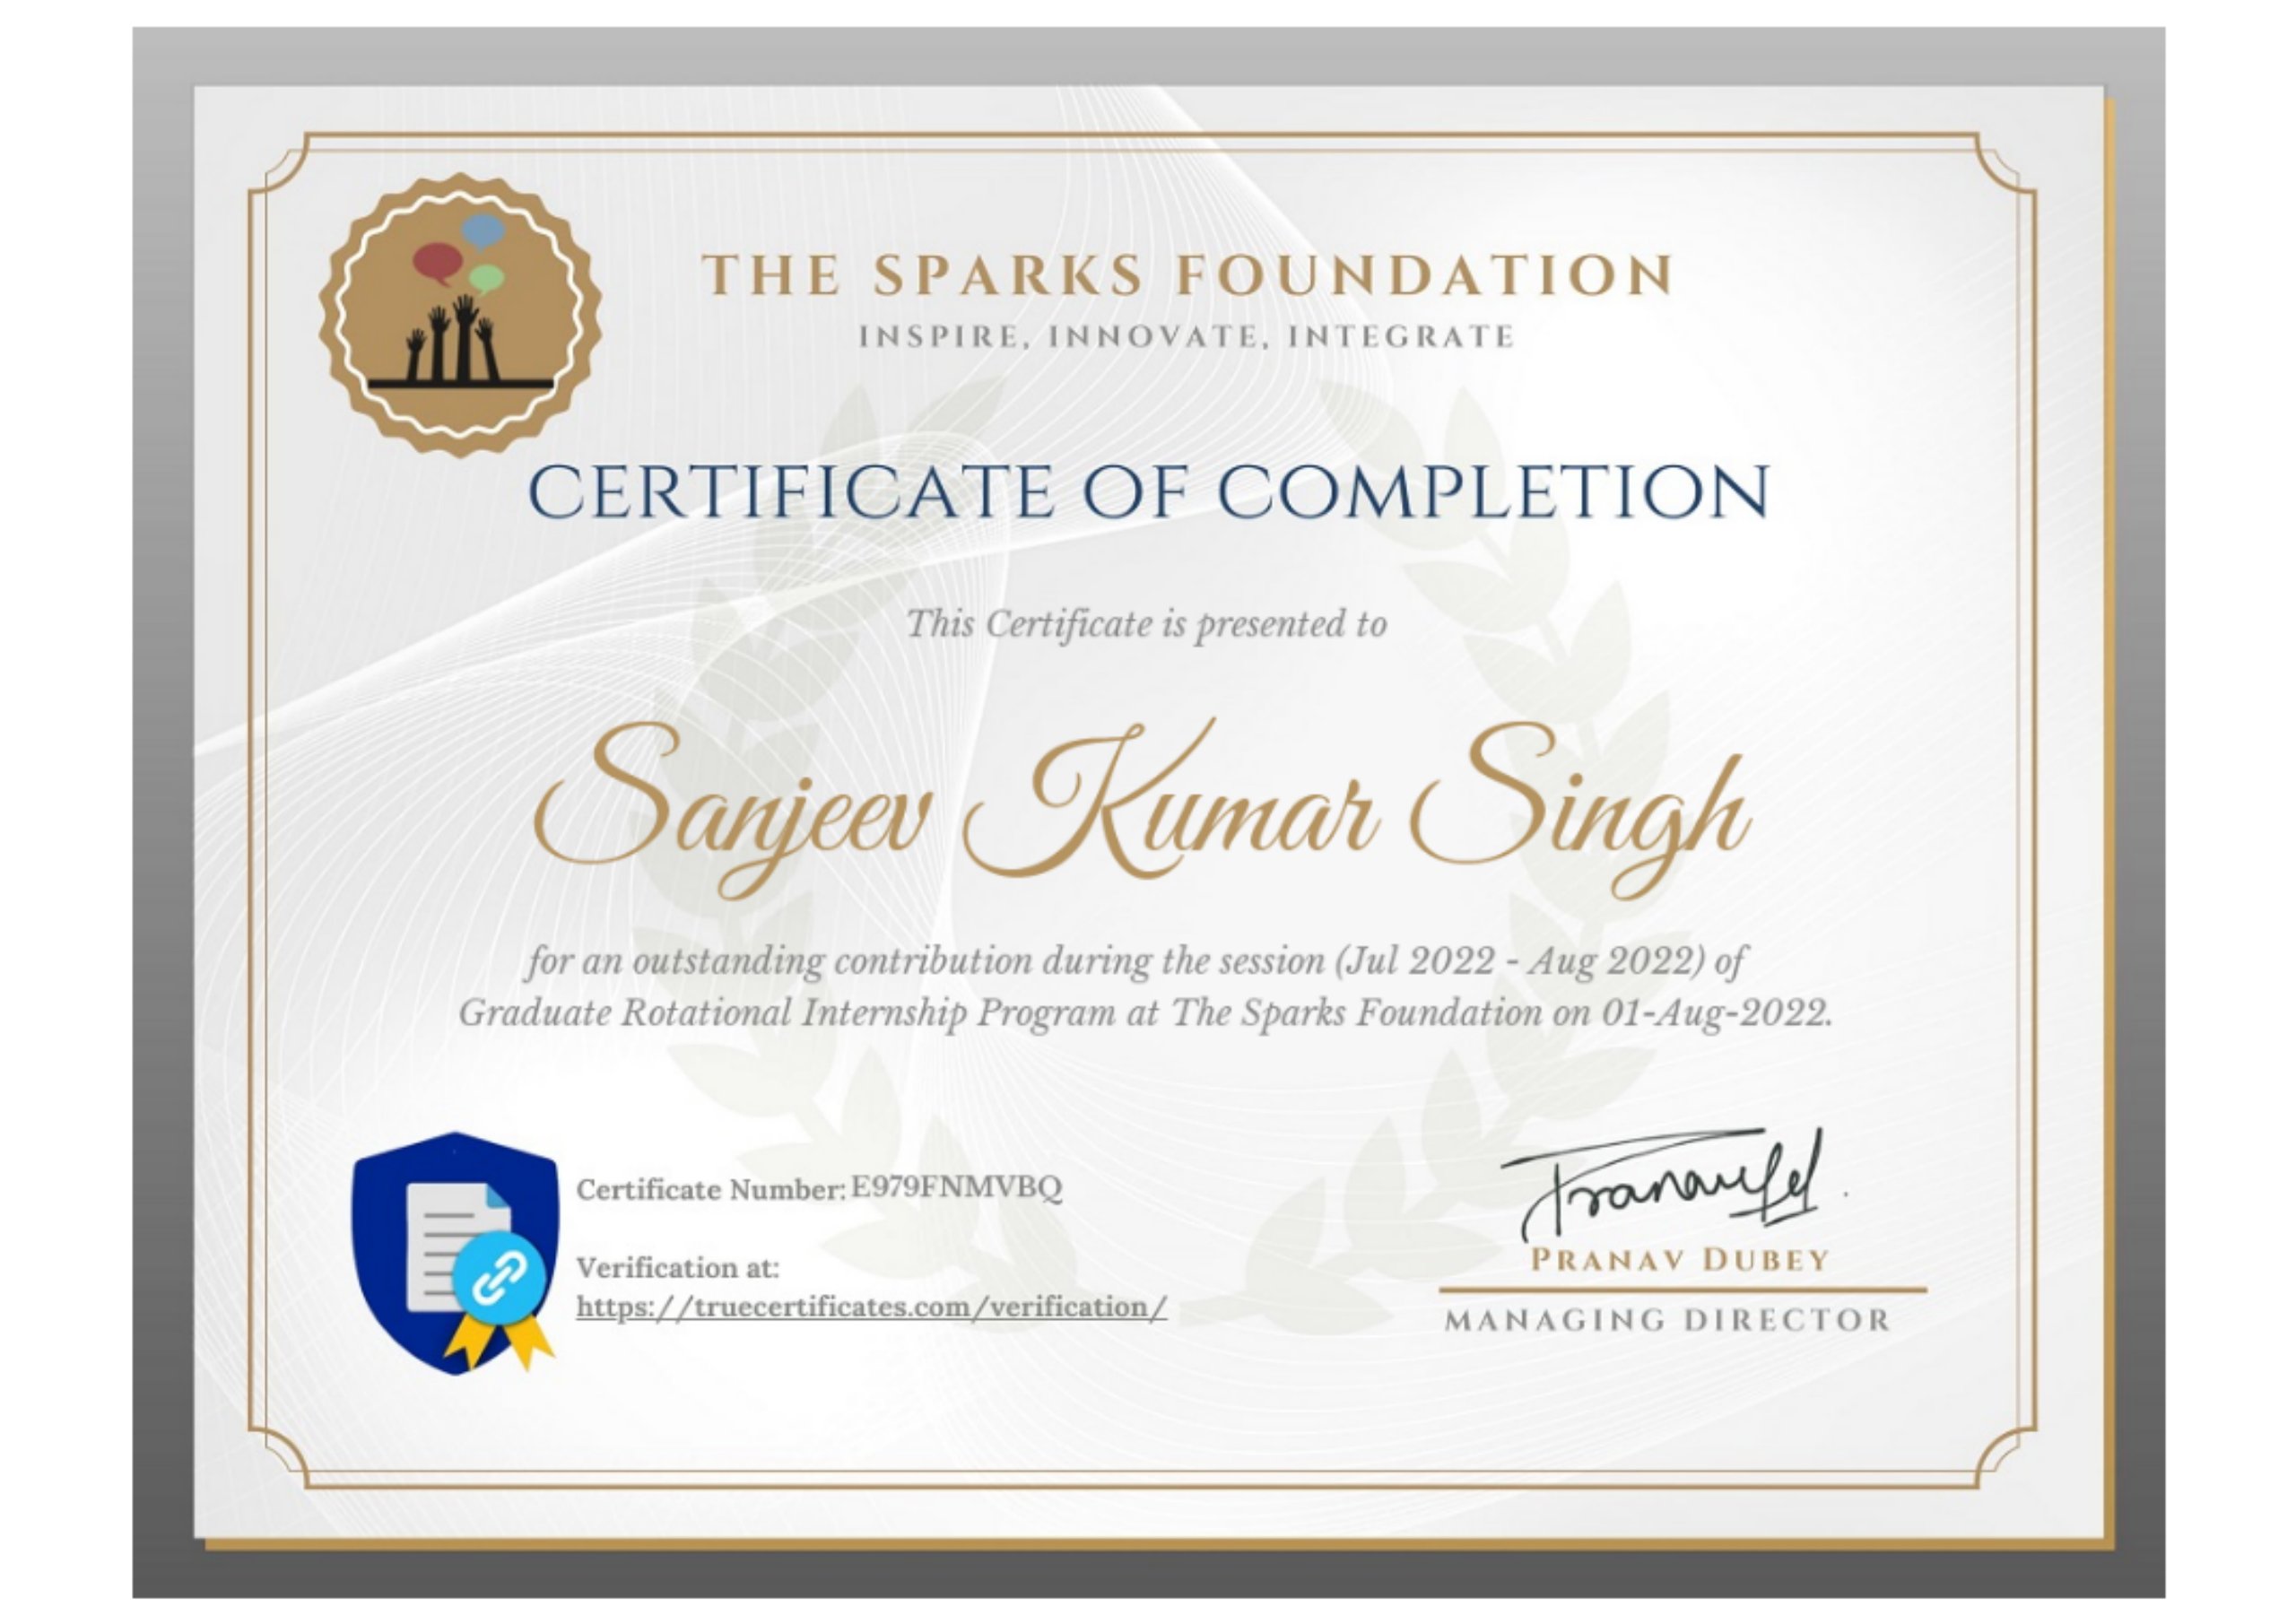 THE SPARKS FOUNDATION
INSPIRE, INNOVATE, INTEGRATE
CERTIFICATE OF COMPLETION
This Certificate is presented to
Sanjeev Kumar Singh
for an outstanding contribution during the session (Jul 2022 - Aug 2022) of
Graduate Rotational Internship Program at The Sparks Foundation on 01-Aug-2022.
Certificate Number: E979FNMVBQ
Verification at:
https://truecertificates.com/verification/
PRANAV DUBEY
MANAGING DIRECTOR